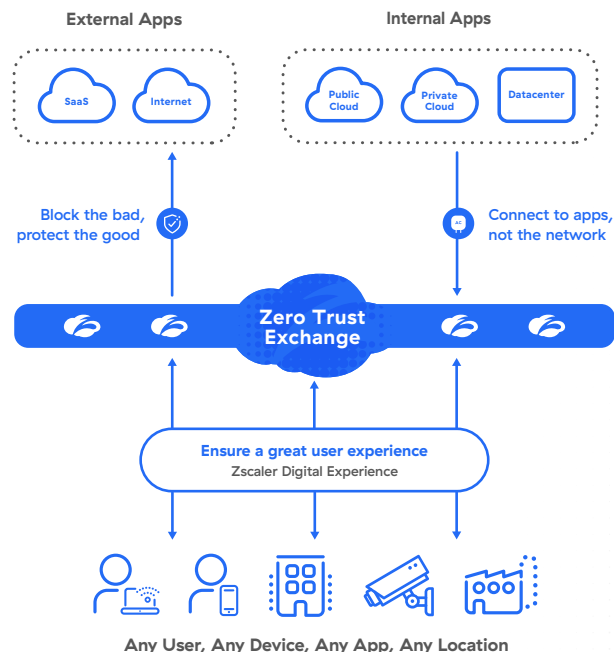 External Apps
Internal Apps
SaaS
Internet
Public
Cloud
Private
Cloud
Datacenter
Block the bad,
protect the good
AC
Connect to apps,
not the network
Zero Trust
Exchange
Ensure a great user experience
Zscaler Digital Experience
Any User, Any Device, Any App, Any Location